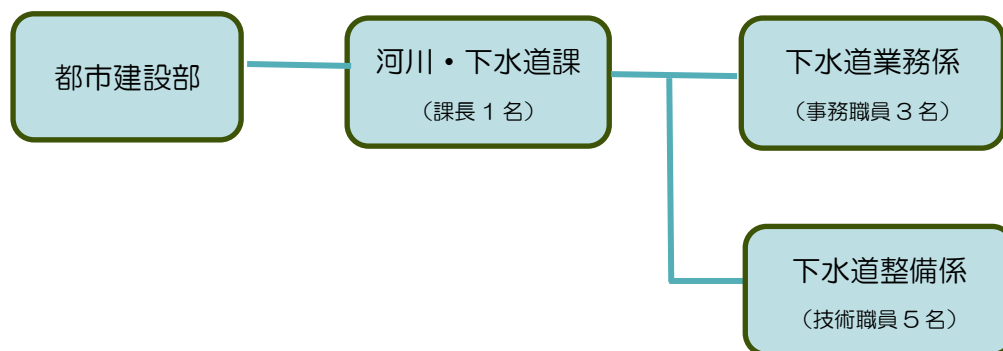 都市建設部
河川・下水道課
（課長１名）
下水道業務係
（事務職員３名）
下水道整備係
（技術職員５名）